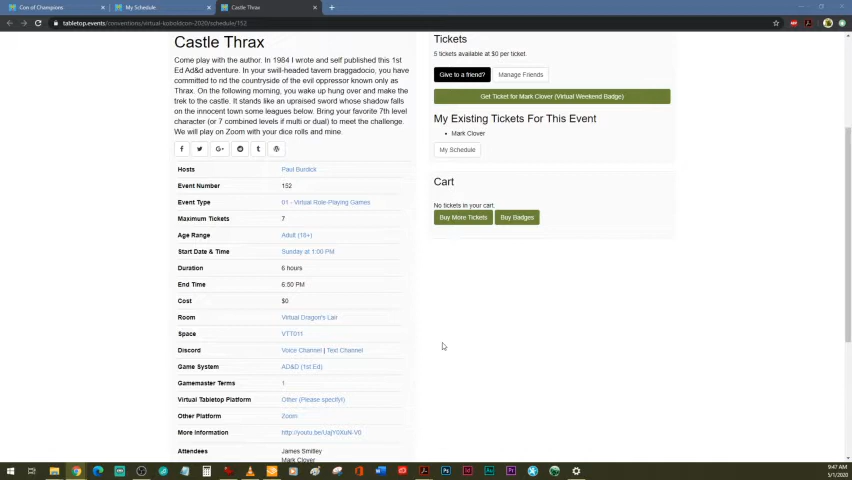 Con of Champions
My Schedule
Castle Thrax
tabletop.events/conventions/virtual-koboldcon-2020/schedule/152
Castle Thrax
Come play with the author. In 1984 I wrote and self published this 1st
Ed Ad&d adventure. In your swill-headed tavern braggadocio, you have
committed to rid the countryside of the evil oppressor known only as
Thrax. On the following morning, you wake up hung over and make the
trek to the castle. It stands like an upraised sword whose shadow falls
on the innocent town some leagues below. Bring your favorite 7th level
character (or 7 combined levels if multi or dual) to meet the challenge.
We will play on Zoom with your dice rolls and mine.
Hosts Paul Burdick
Event Number 152
Event Type 01 - Virtual Role-Playing Games
Maximum Tickets 7
Age Range Adult (18+)
Start Date & Time Sunday at 1:00 PM
Duration 6 hours
End Time 6:50 PM
Cost $0
Room Virtual Dragon's Lair
Space VTT011
Discord Voice Channel | Text Channel
Game System AD&D (1st Ed)
Gamemaster Terms 1
Virtual Tabletop Platform Other (Please specify!)
Other Platform Zoom
More Information
Attendees James Smitley
Mark Clover
Tickets
5 tickets available at $0 per ticket.
Give to a friend? Manage Friends
Get Ticket for Mark Clover (Virtual Weekend Badge)
My Existing Tickets For This Event
• Mark Clover
My Schedule
Cart
No tickets in your cart.
Buy More Tickets Buy Badges
9:47 AM
5/1/2020